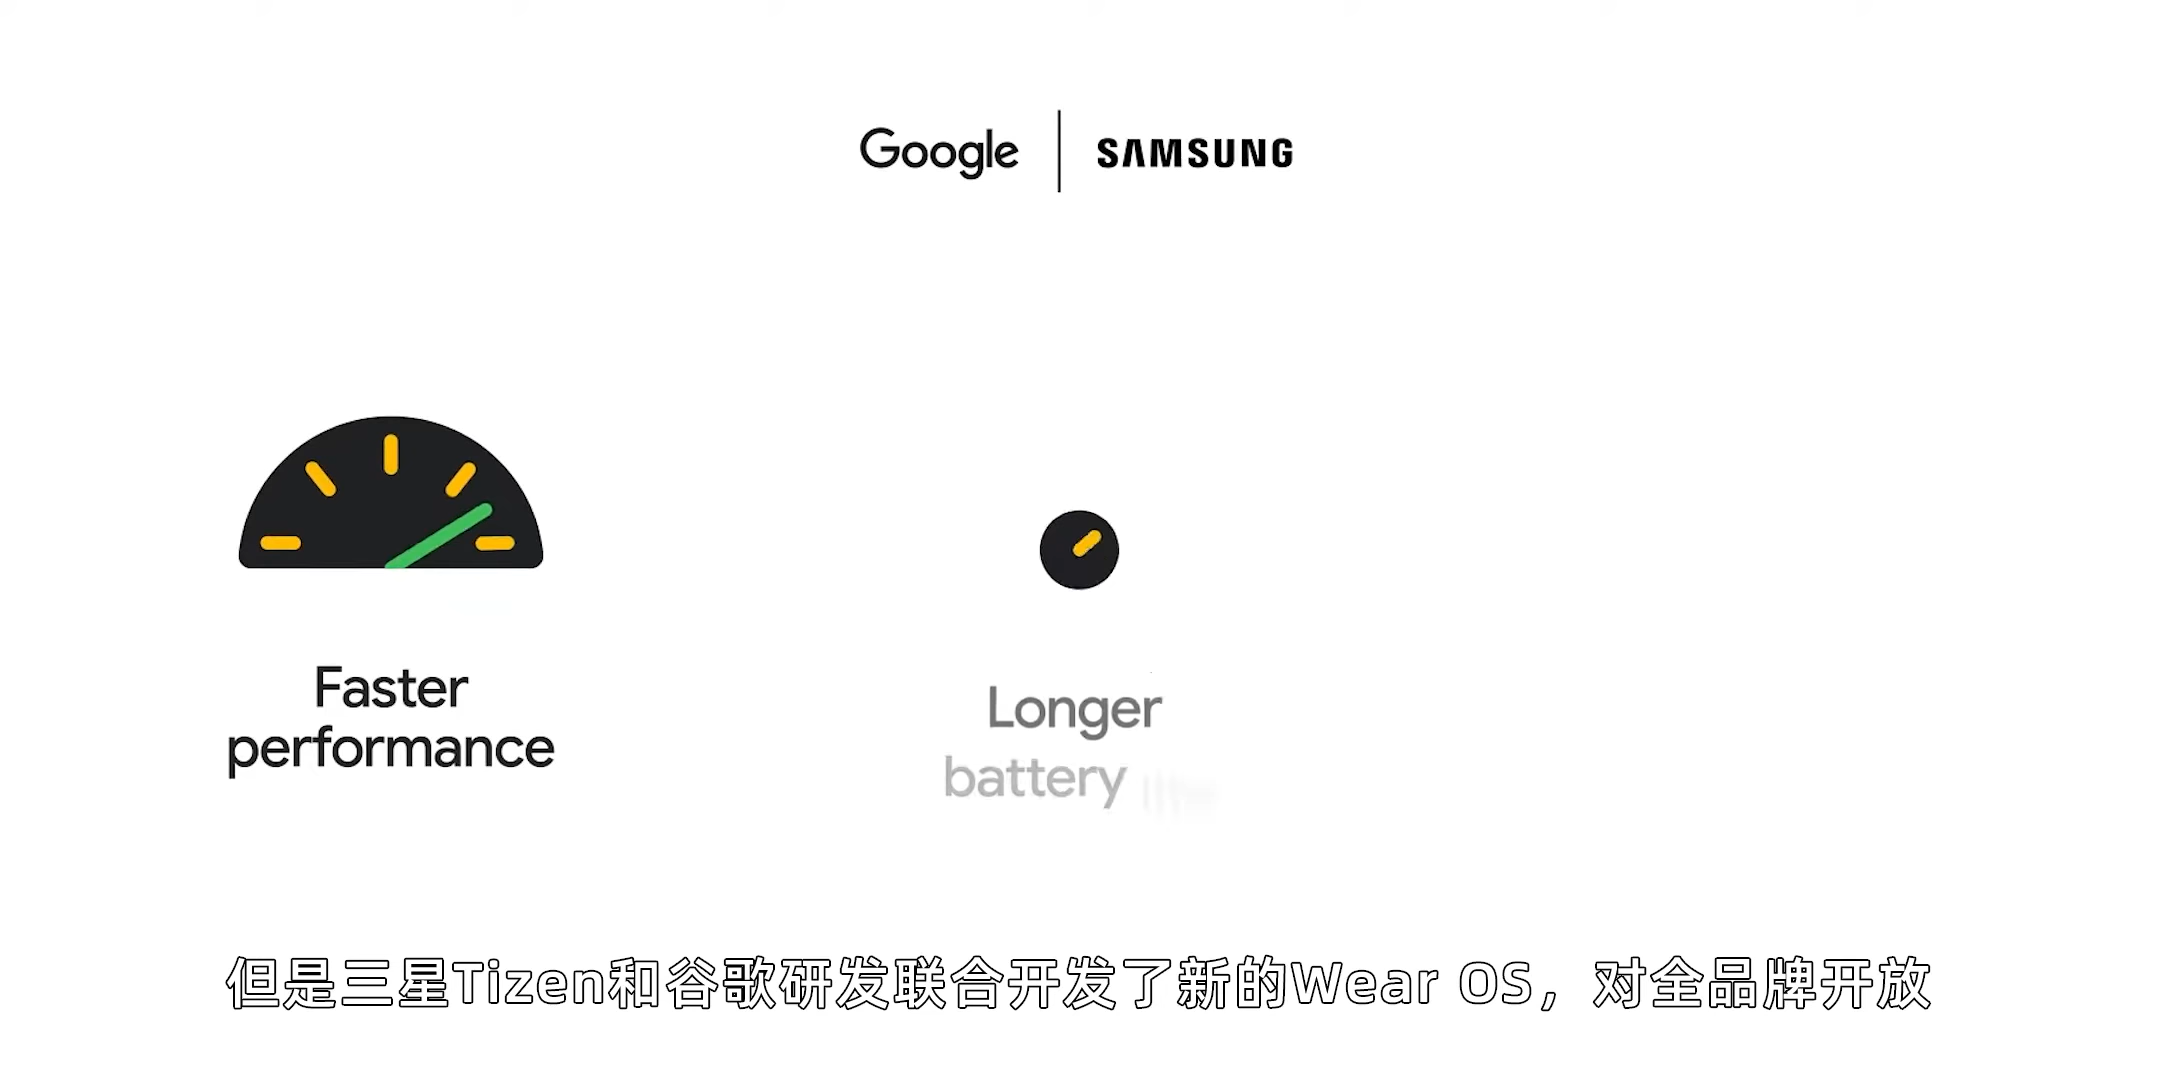 Google | SAMSUNG
Faster
performance
Longer
battery
但是三星Tizen和谷歌研发联合开发了新的Wear OS，对全品牌开放